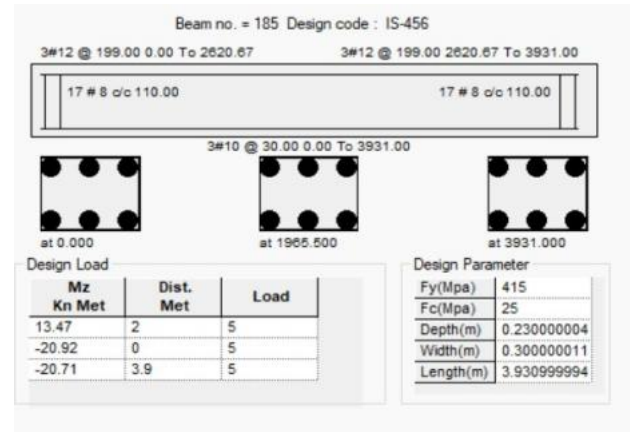 Beam no. = 185 Design code : IS-456
3#12 @ 199.00 0.00 To 2620.67 3#12 @ 199.00 2620.67 To 3931.00
17 # 8 c/c 110.00 17 # 8 c/c 110.00
3#10 @ 30.00 0.00 To 3931.00
at 0.000 at 1965.500 at 3931.000
Design Load Design Parameter
Mz Kn Met Dist. Met Load
13.47 2 5
-20.92 0 5
-20.71 3.9 5
Fy(Mpa) 415
Fc(Mpa) 25
Depth(m) 0.230000004
Width(m) 0.300000011
Length(m) 3.930999994